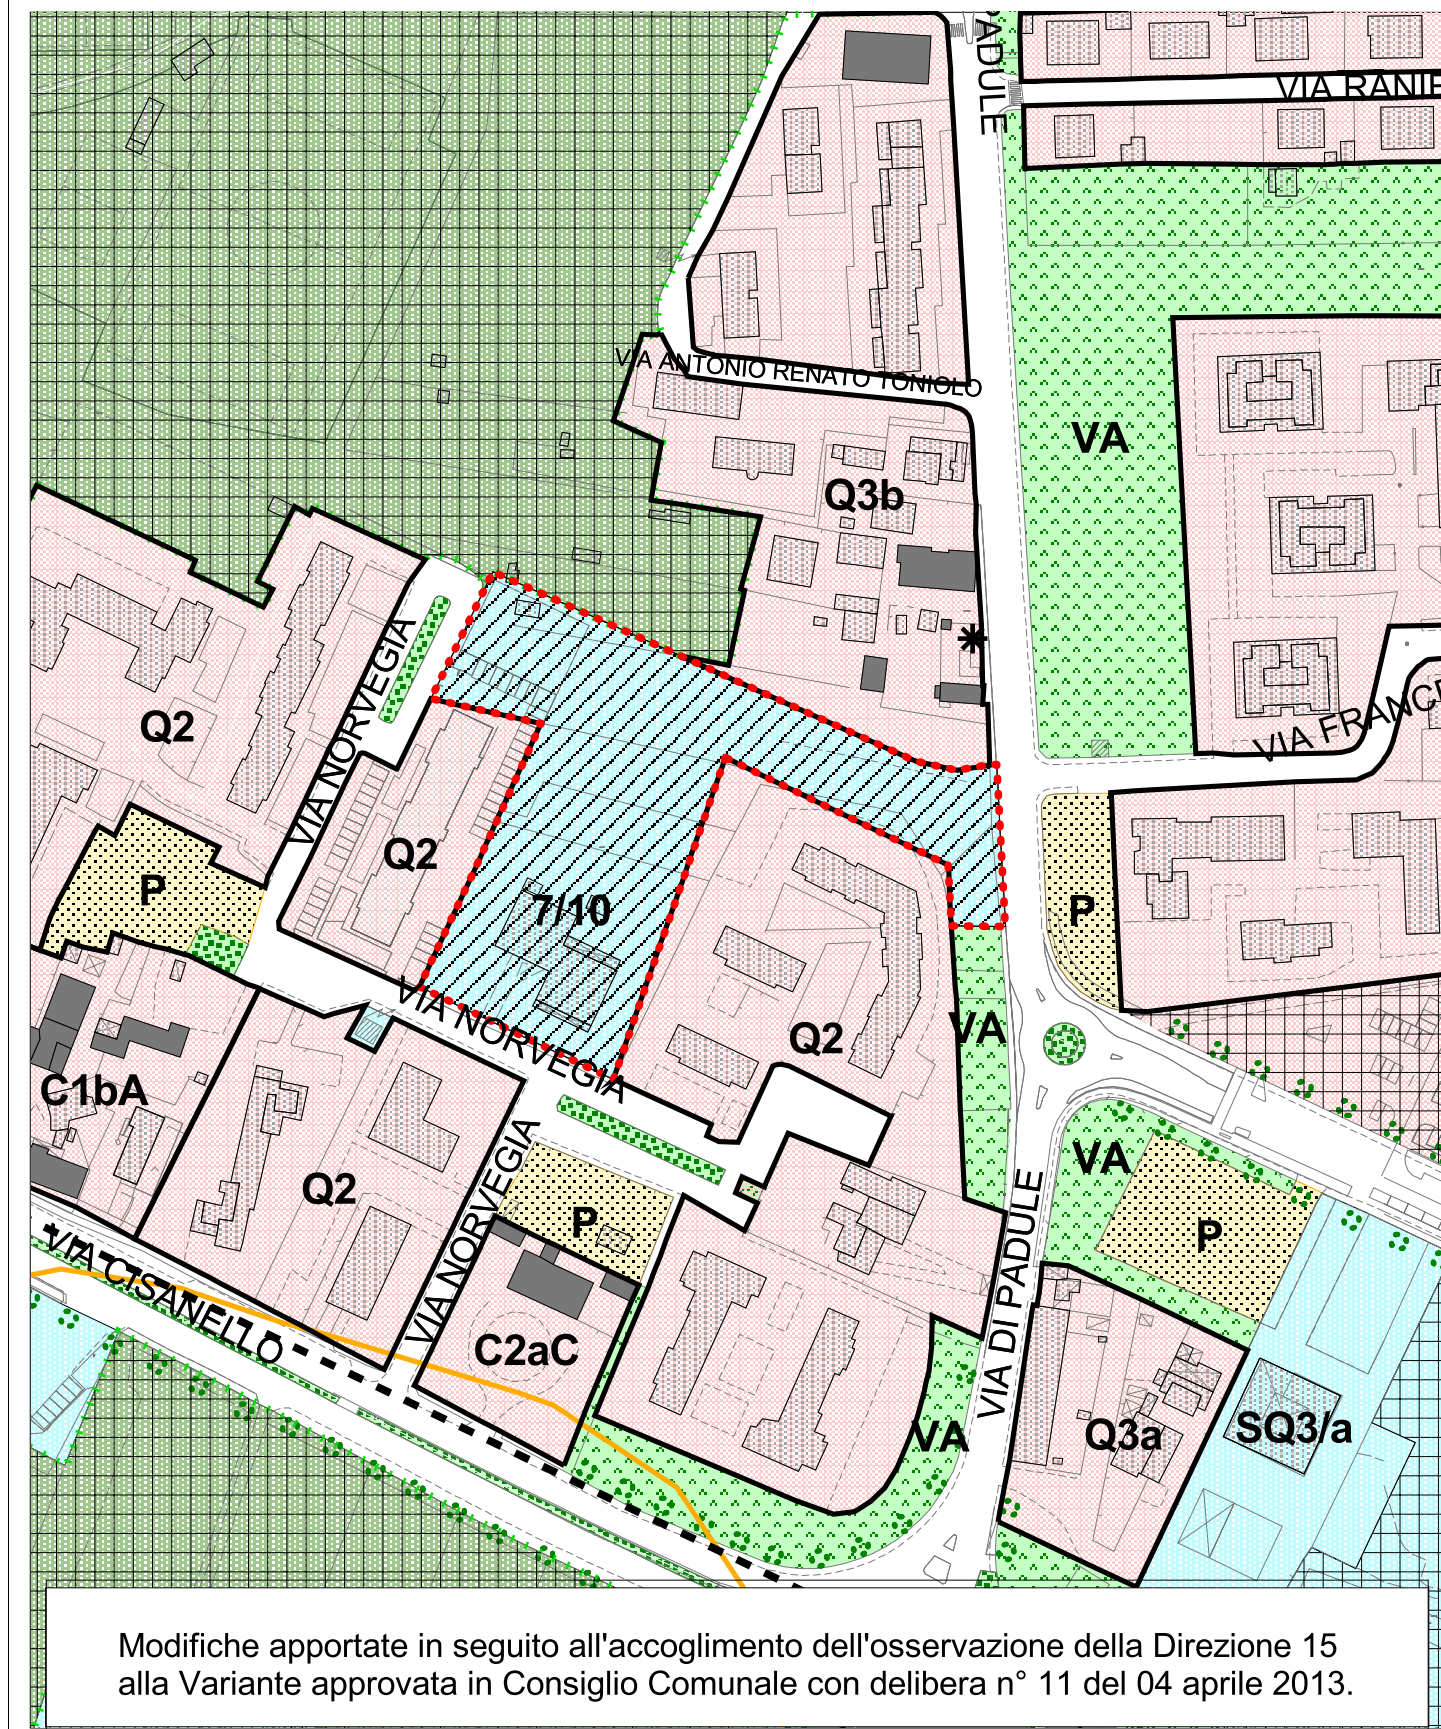 ADULE
VIA RANIE
VIA ANTONIO RENATO TONIOLO
VA
Q3b
VIA NORVEGIA
Q2
VIA FRANCE
Q2
P
7/10
P
VIA NORVEGIA
VA
Q2
C1bA
VIA NORVEGIA
VA
Q2
P
P
VIA CISANELLO
VIA DI PADULE
C2aC
VA
Q3a
SQ3/a
Modifiche apportate in seguito all'accoglimento dell'osservazione della Direzione 15
alla Variante approvata in Consiglio Comunale con delibera n° 11 del 04 aprile 2013.